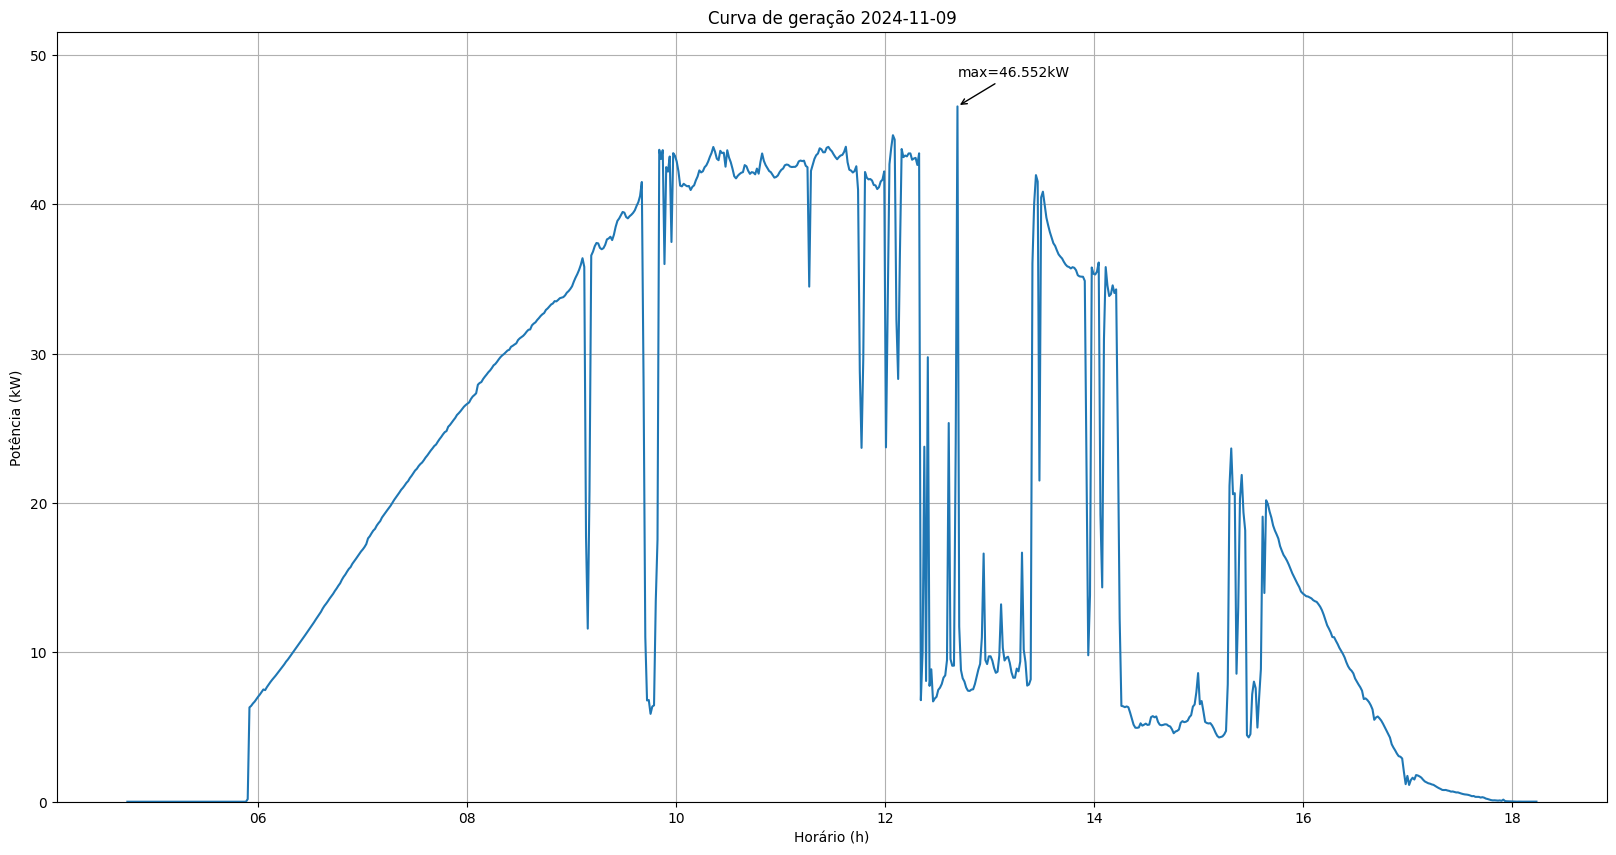 Curva de geração 2024-11-09
max=46.552kW
Potência (kW)
50
40
30
20
10
0
06 08 10 12 14 16 18
Horário (h)